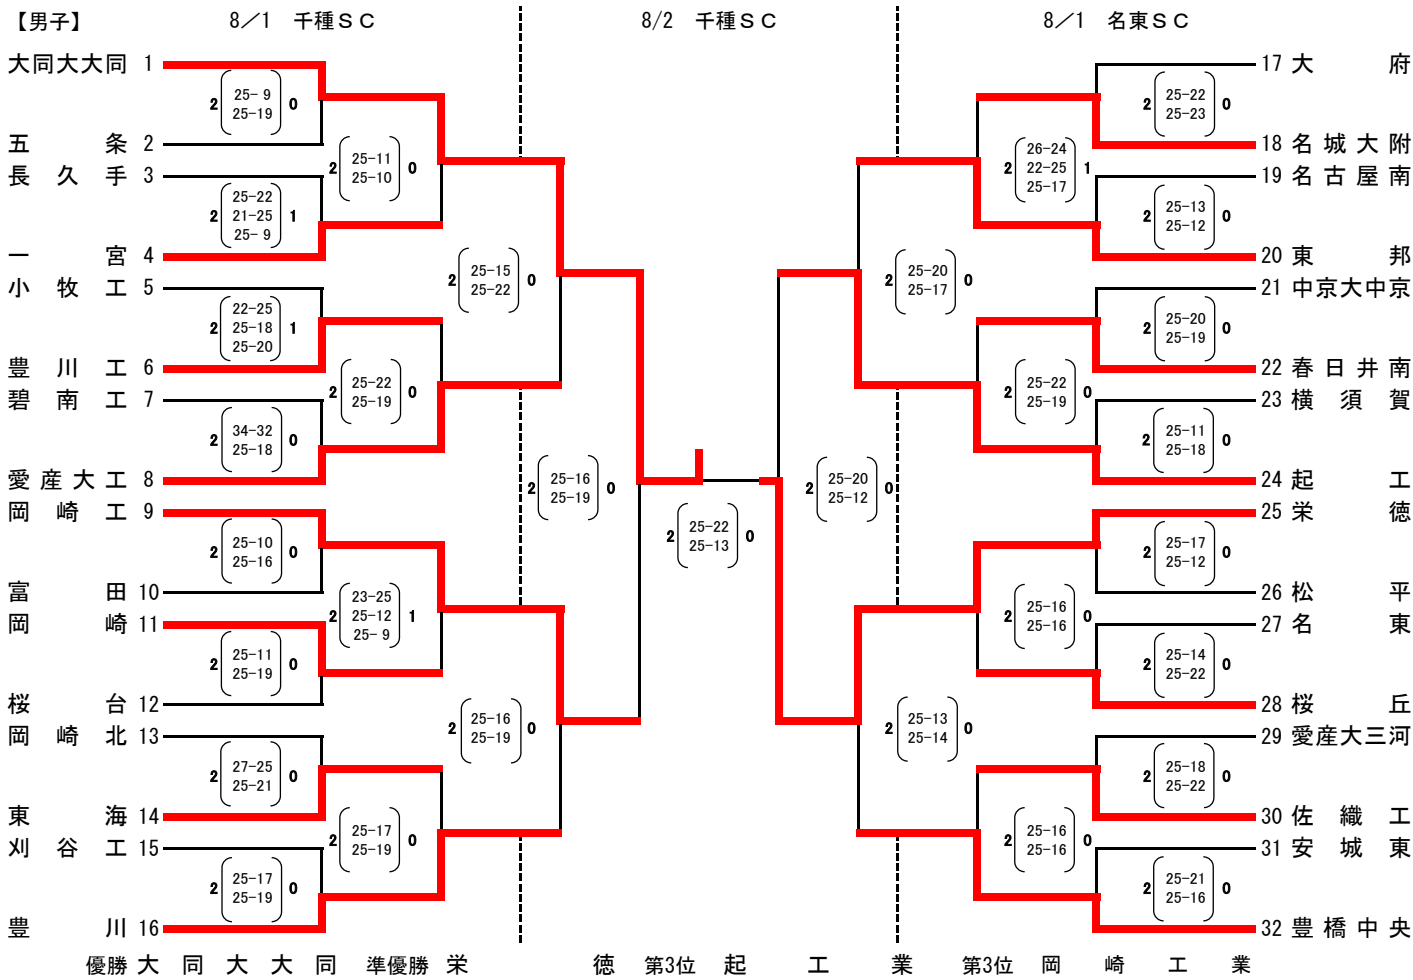 【男子】 8／1 千種ＳＣ 8/2 千種ＳＣ 8／1 名東ＳＣ
大同大大同 1
2 25- 9 0
25-19
五条 2
長久手 3
2 25-22 1
21-25
25- 9
一宮 4
2 25-11 0
25-10
小牧工 5
2 22-25 1
25-18
25-20
豊川工 6
碧南工 7
2 34-32 0
25-18
愛産大工 8
2 25-22 0
25-19
2 25-15 0
25-22
岡崎工 9
2 25-10 0
25-16
富田 10
岡崎 11
2 25-11 0
25-19
桜台 12
2 23-25 1
25-12
25- 9
岡崎北 13
2 27-25 0
25-21
東海 14
刈谷工 15
2 25-17 0
25-19
豊川 16
2 25-17 0
25-19
2 25-16 0
25-19
2 25-16 0
25-19
2 25-22 0
25-13
2 25-20 0
25-12
17 大府
2 25-22 0
25-23
18 名城大附
19 名古屋南
2 25-13 0
25-12
20 東邦
2 26-24 1
22-25
25-17
21 中京大中京
2 25-20 0
25-19
22 春日井南
23 横須賀
2 25-11 0
25-18
24 起工
2 25-22 0
25-19
2 25-20 0
25-17
25 栄徳
2 25-17 0
25-12
26 松平
27 名東
2 25-14 0
25-22
28 桜丘
2 25-16 0
25-16
29 愛産大三河
2 25-18 0
25-22
30 佐織工
31 安城東
2 25-21 0
25-16
32 豊橋中央
2 25-16 0
25-16
2 25-13 0
25-14
優勝 大同大大同 準優勝 栄徳 第3位 起工業 第3位 岡崎工業